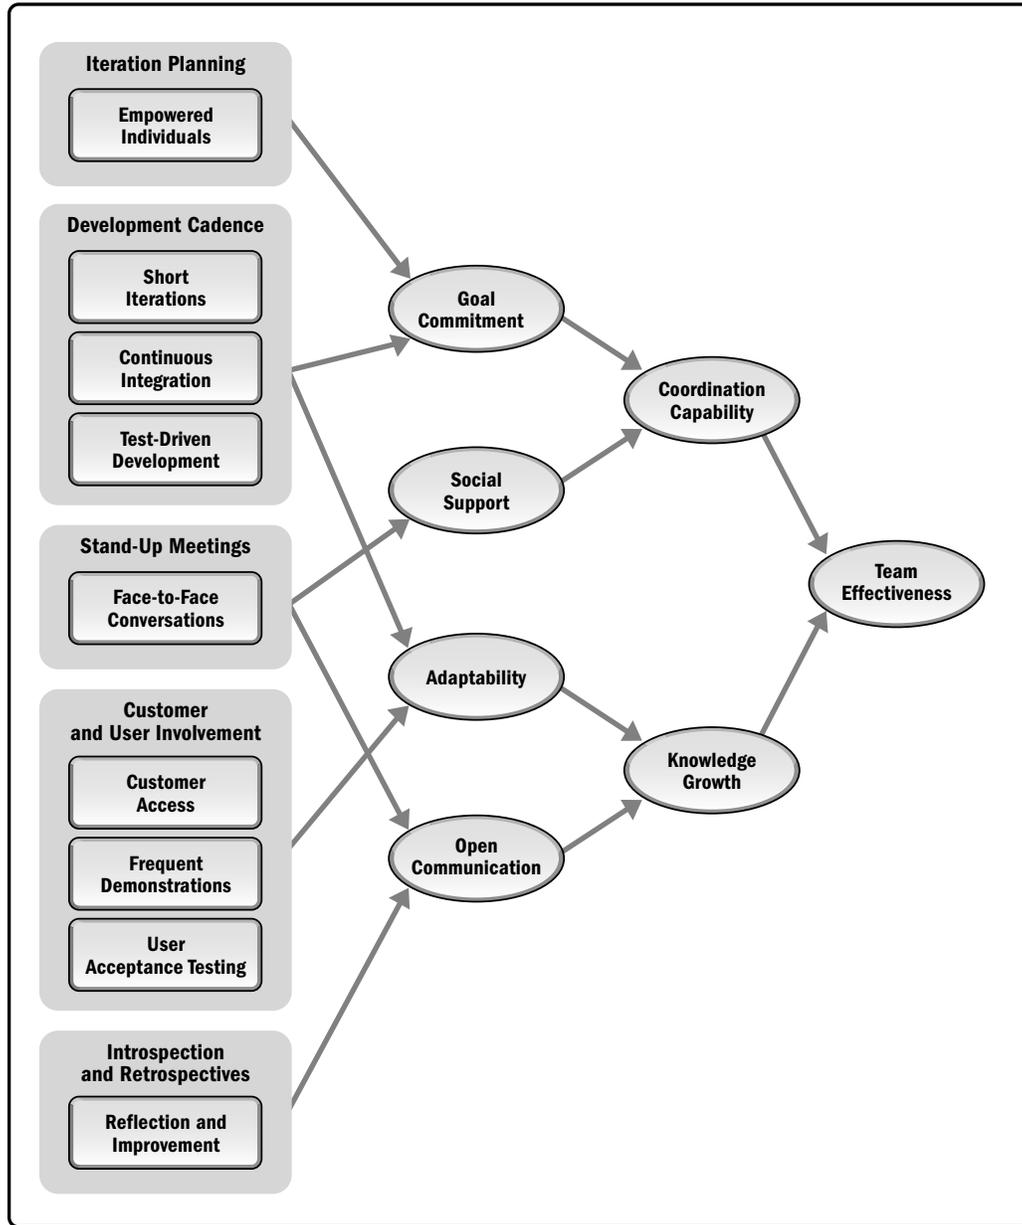 Iteration Planning
Empowered
Individuals
Development Cadence
Short
Iterations
Continuous
Integration
Test-Driven
Development
Stand-Up Meetings
Face-to-Face
Conversations
Customer
and User Involvement
Customer
Access
Frequent
Demonstrations
User
Acceptance Testing
Introspection
and Retrospectives
Reflection and
Improvement
Goal
Commitment
Social
Support
Adaptability
Open
Communication
Coordination
Capability
Knowledge
Growth
Team
Effectiveness